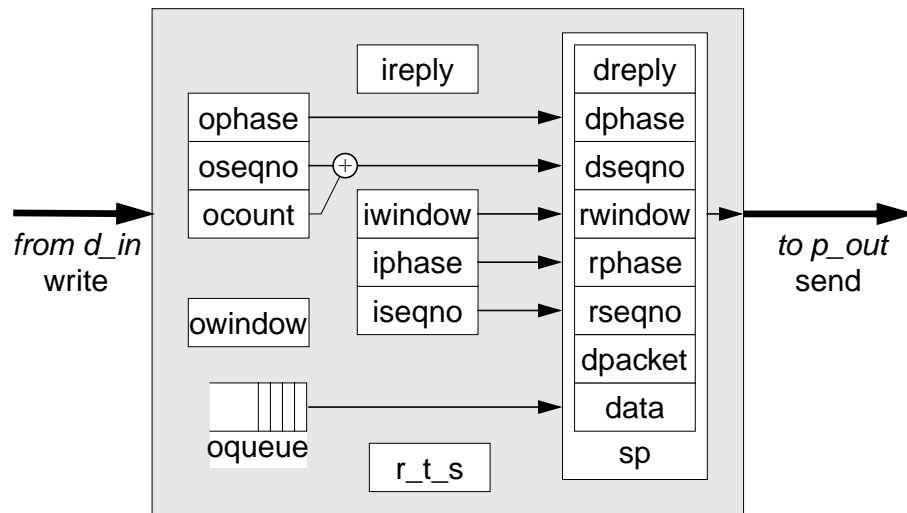 ireply
dreply
ophase
dphase
oseqno
+
dseqno
ocount
iwindow
rwindow
from d_in
write
to p_out
send
iphase
rphase
owindow
iseqno
rseqno
dpacket
data
oqueue
r_t_s
sp